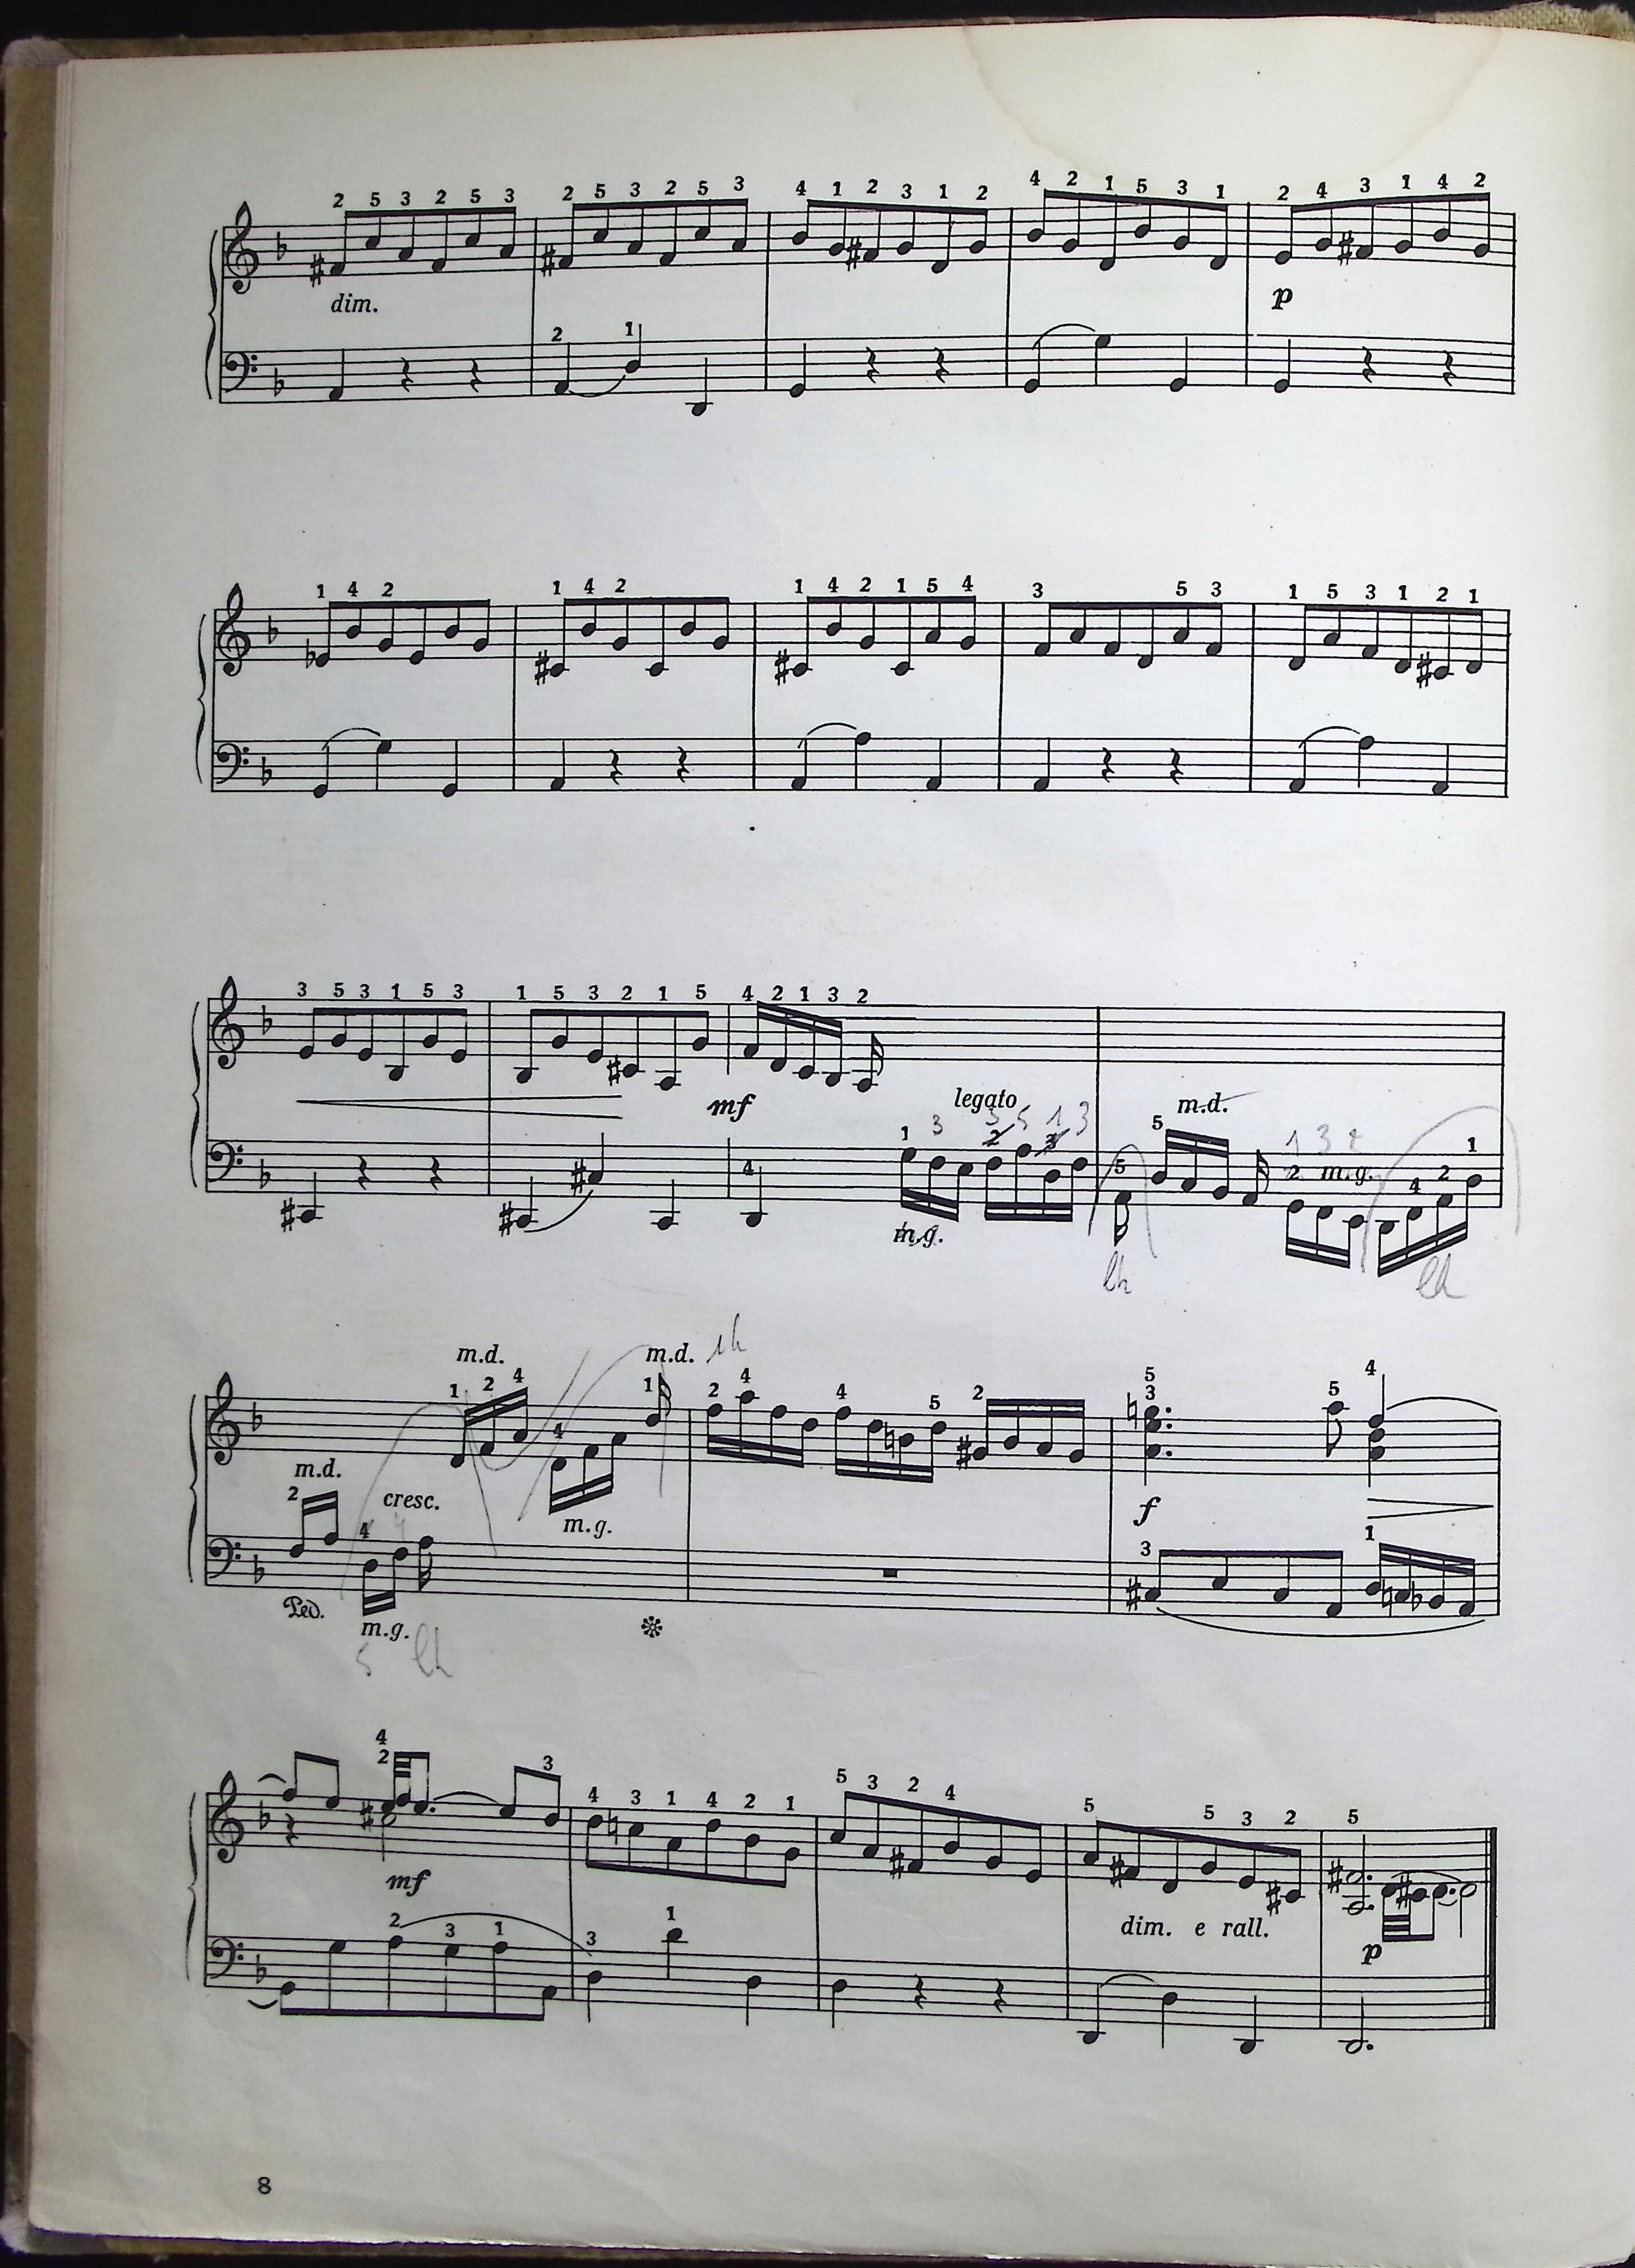 2 5 3 2 5 3 2 5 3 2 5 3 4 1 2 3 1 2 4 2 1 5 3 1 2 4 3 1 4 2
dim. p
2 1
1 4 2 1 4 2 1 4 2 1 5 4 3 5 3 1 5 3 1 2 1
3 5 3 1 5 3 1 5 3 2 1 5 4 2 1 3 2
mf legato m.d.
3 5 1 3
4 1 3 2 3 5 5 2 m.g. 4 2 1
1 3
m.g.
lh lh
m.d. m.d.
1 2 4 4 1 2 4 4 5 2 5 3 5 4
m.d. cresc. m.g. f
2 4 3 1
Ped. m.g.
5 lh
4 2 3 4 3 1 4 2 1 5 3 2 4 5 5 3 2 5
mf dim. e rall. p
2 3 1 3 1
8